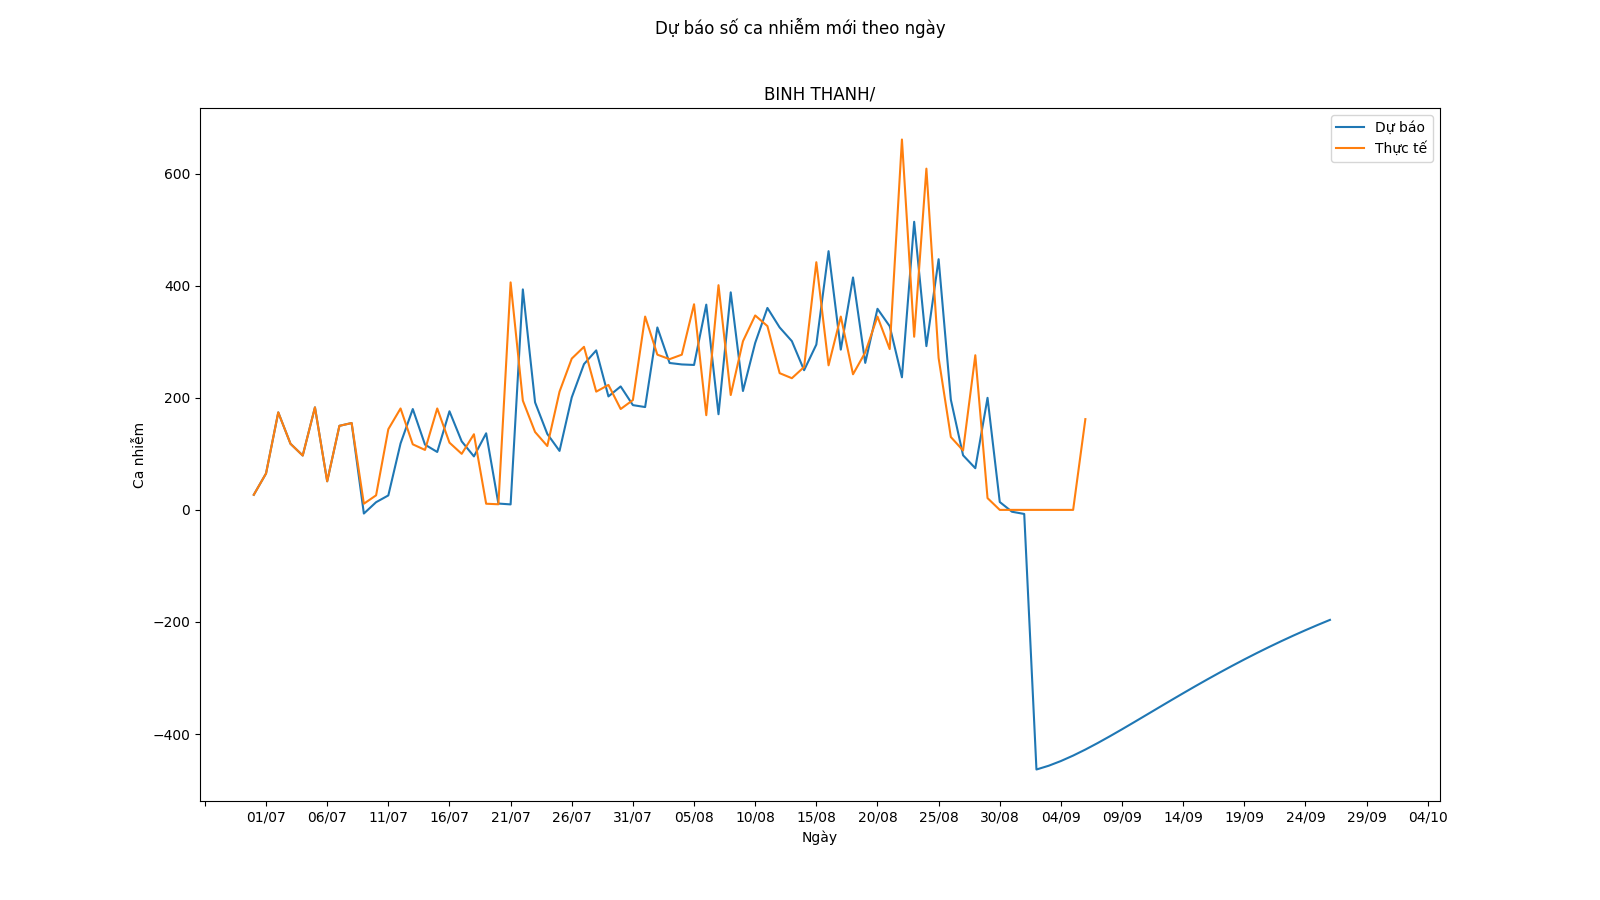 Dự báo số ca nhiễm mới theo ngày
BINH THANH/
Dự báo
Thực tế
600
400
200
0
−200
−400
Ca nhiễm
01/07 06/07 11/07 16/07 21/07 26/07 31/07 05/08 10/08 15/08 20/08 25/08 30/08 04/09 09/09 14/09 19/09 24/09 29/09 04/10
Ngày